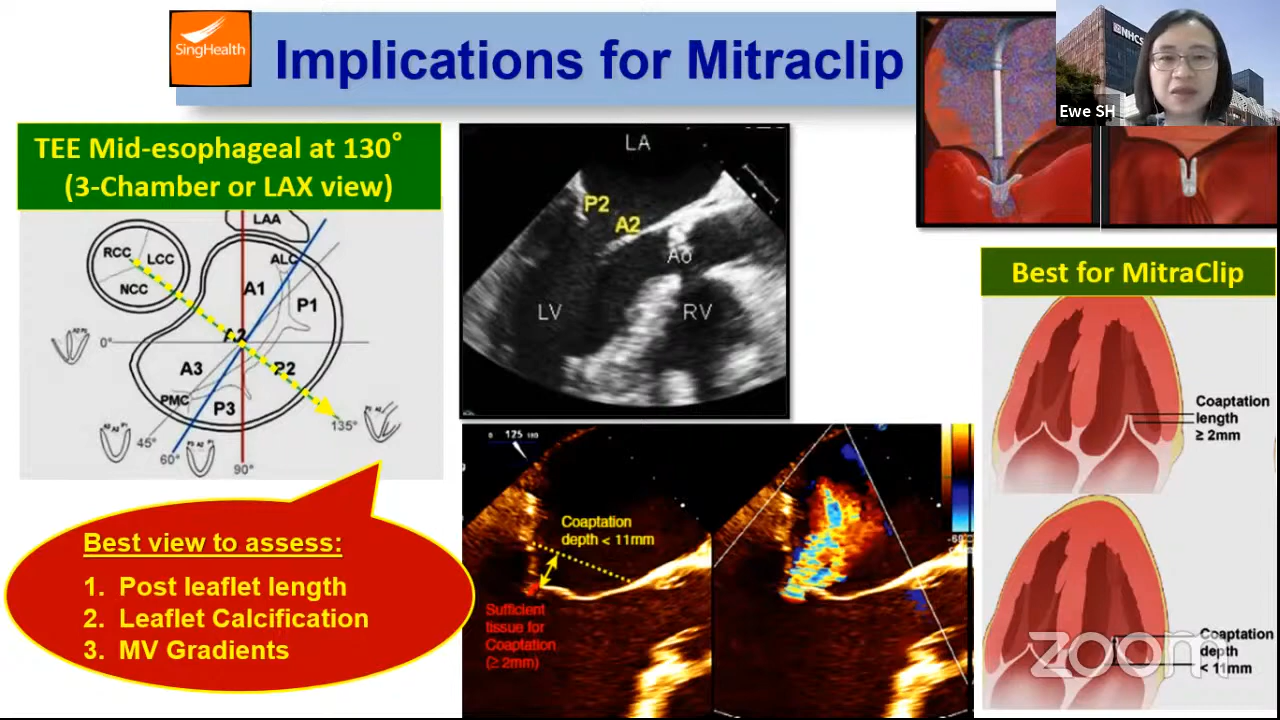 SingHealth
Implications for Mitraclip
NHCS
Ewe SH
TEE Mid-esophageal at 130°
(3-Chamber or LAX view)
LAA
RCC
LCC
NCC
ALC
A1
P1
A2
0°
A3
P2
PMC
P3
135°
45°
60°
90°
LA
P2
A2
Ao
LV
RV
Best for MitraClip
Coaptation
length
≥ 2mm
Coaptation
depth
< 11mm
0 125 180
Coaptation
depth < 11mm
Sufficient
tissue for
Coaptation
(≥ 2mm)
Best view to assess:
1. Post leaflet length
2. Leaflet Calcification
3. MV Gradients
zoom